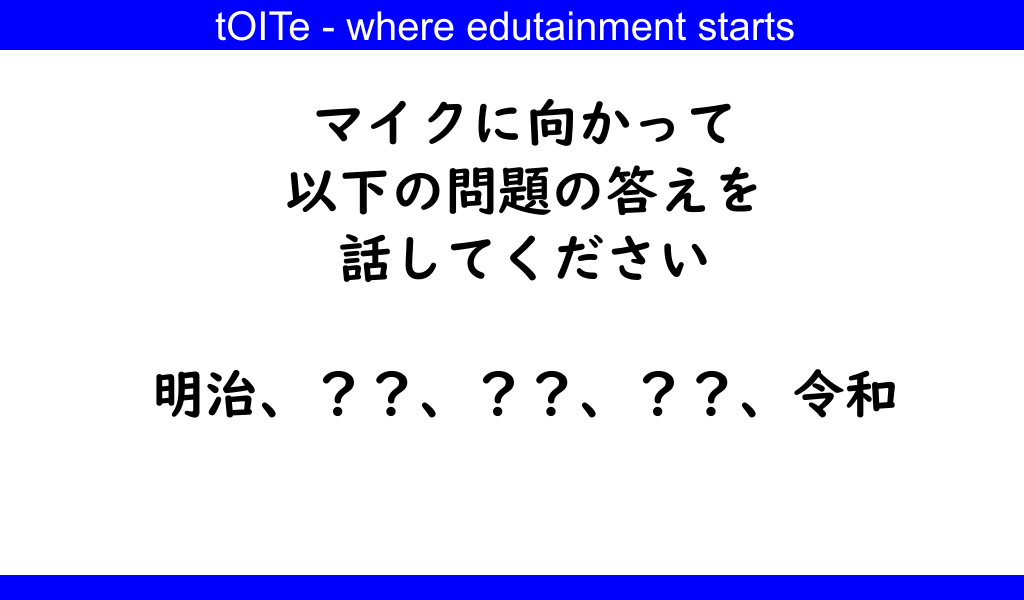 tOITe - where edutainment starts
マイクに向かって
以下の問題の答えを
話してください
明治、？？、？？、？？、令和